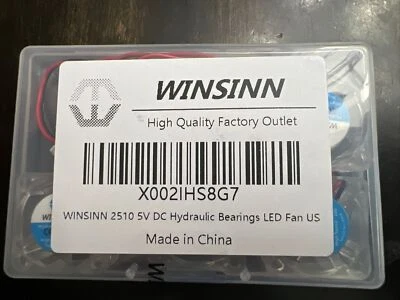 WINSINN
High Quality Factory Outlet
X002IHS8G7
WINSINN 2510 5V DC Hydraulic Bearings LED Fan US
Made in China